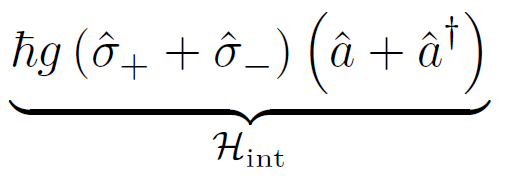 ħg (σ̂₊ + σ̂₋) (â + â†)
ℋ_int